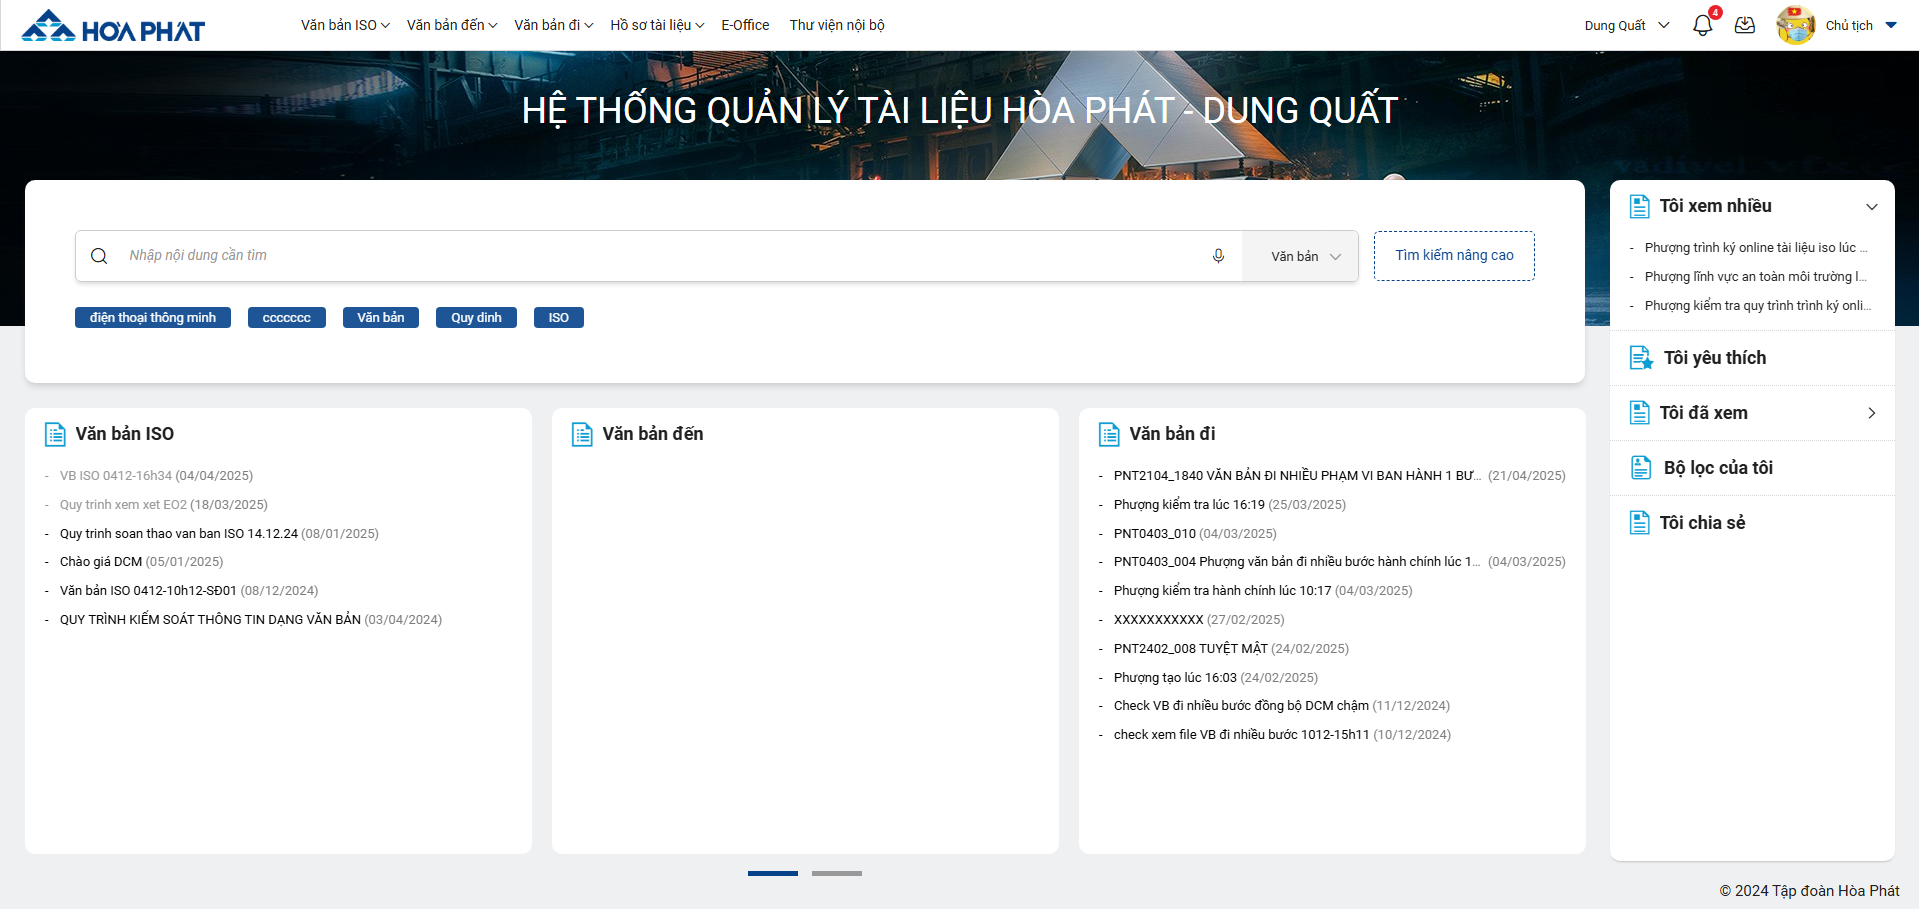 HÒA PHÁT
Văn bản ISO
Văn bản đến
Văn bản đi
Hồ sơ tài liệu
E-Office
Thư viện nội bộ
Dung Quất
4
Chủ tịch
HỆ THỐNG QUẢN LÝ TÀI LIỆU HÒA PHÁT - DUNG QUẤT
Nhập nội dung cần tìm
Văn bản
Tìm kiếm nâng cao
điện thoại thông minh
ccccccc
Văn bản
Quy dinh
ISO
Văn bản ISO
- VB ISO 0412-16h34 (04/04/2025)
- Quy trinh xem xet EO2 (18/03/2025)
- Quy trinh soan thao van ban ISO 14.12.24 (08/01/2025)
- Chào giá DCM (05/01/2025)
- Văn bản ISO 0412-10h12-SĐ01 (08/12/2024)
- QUY TRÌNH KIỂM SOÁT THÔNG TIN DẠNG VĂN BẢN (03/04/2024)
Văn bản đến
Văn bản đi
- PNT2104_1840 VĂN BẢN ĐI NHIỀU PHẠM VI BAN HÀNH 1 BƯ... (21/04/2025)
- Phượng kiểm tra lúc 16:19 (25/03/2025)
- PNT0403_010 (04/03/2025)
- PNT0403_004 Phượng văn bản đi nhiều bước hành chính lúc 1... (04/03/2025)
- Phượng kiểm tra hành chính lúc 10:17 (04/03/2025)
- XXXXXXXXXXX (27/02/2025)
- PNT2402_008 TUYỆT MẬT (24/02/2025)
- Phượng tạo lúc 16:03 (24/02/2025)
- Check VB đi nhiều bước đồng bộ DCM chậm (11/12/2024)
- check xem file VB đi nhiều bước 1012-15h11 (10/12/2024)
Tôi xem nhiều
- Phượng trình ký online tài liệu iso lúc ...
- Phượng lĩnh vực an toàn môi trường l...
- Phượng kiểm tra quy trình trình ký onli...
Tôi yêu thích
Tôi đã xem
Bộ lọc của tôi
Tôi chia sẻ
© 2024 Tập đoàn Hòa Phát